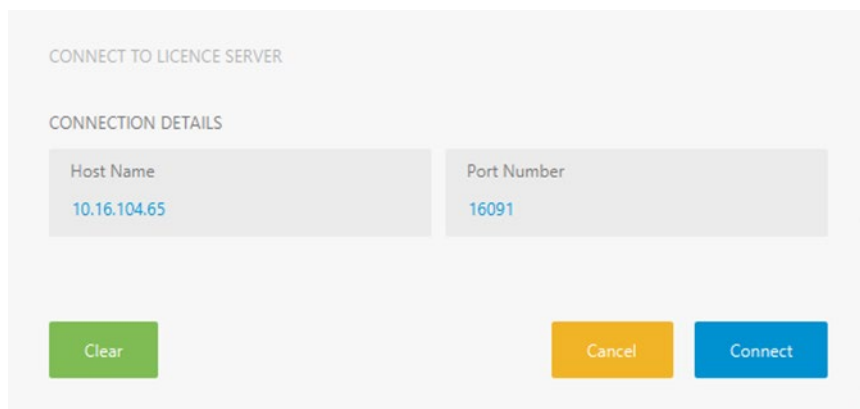 CONNECT TO LICENCE SERVER
CONNECTION DETAILS
Host Name
10.16.104.65
Port Number
16091
Clear
Cancel
Connect